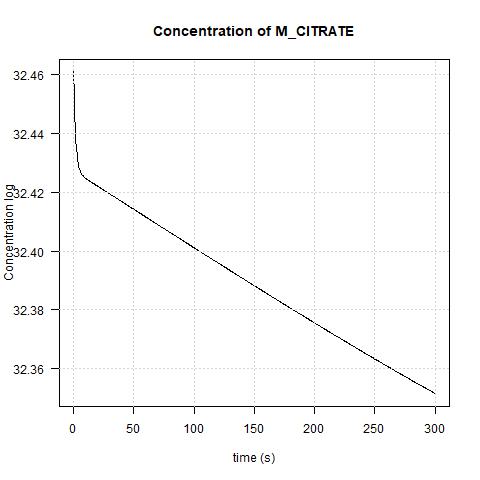 Concentration of M_CITRATE
32.46
32.44
32.42
32.40
32.38
32.36
Concentration log
0 50 100 150 200 250 300
time (s)